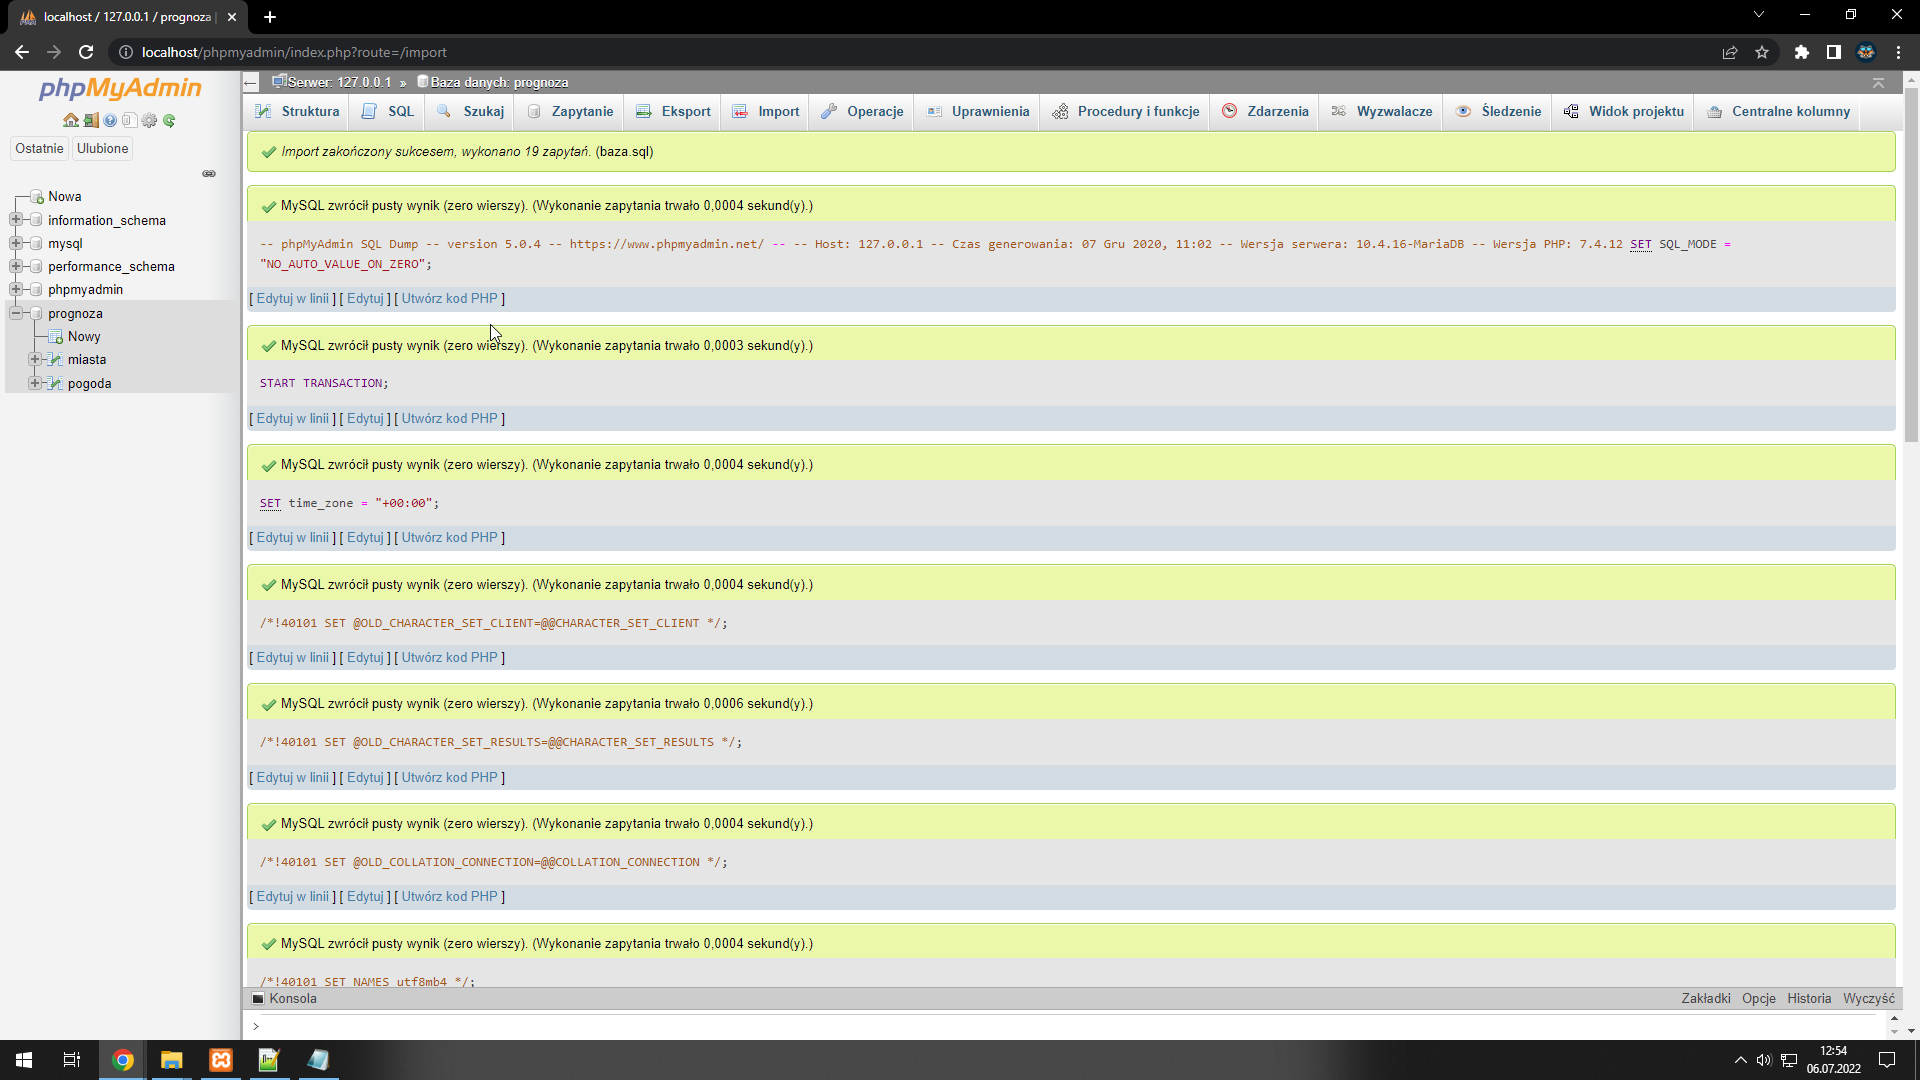 localhost / 127.0.0.1 / prognoza |
localhost/phpmyadmin/index.php?route=/import
phpMyAdmin
Ostatnie Ulubione
Nowa
information_schema
mysql
performance_schema
phpmyadmin
prognoza
Nowy
miasta
pogoda
Serwer: 127.0.0.1 » Baza danych: prognoza
Struktura SQL Szukaj Zapytanie Eksport Import Operacje Uprawnienia Procedury i funkcje Zdarzenia Wyzwalacze Śledzenie Widok projektu Centralne kolumny
Import zakończony sukcesem, wykonano 19 zapytań. (baza.sql)
MySQL zwrócił pusty wynik (zero wierszy). (Wykonanie zapytania trwało 0,0004 sekund(y).)
-- phpMyAdmin SQL Dump -- version 5.0.4 -- https://www.phpmyadmin.net/ -- -- Host: 127.0.0.1 -- Czas generowania: 07 Gru 2020, 11:02 -- Wersja serwera: 10.4.16-MariaDB -- Wersja PHP: 7.4.12 SET SQL_MODE =
"NO_AUTO_VALUE_ON_ZERO";
[ Edytuj w linii ] [ Edytuj ] [ Utwórz kod PHP ]
MySQL zwrócił pusty wynik (zero wierszy). (Wykonanie zapytania trwało 0,0003 sekund(y).)
START TRANSACTION;
[ Edytuj w linii ] [ Edytuj ] [ Utwórz kod PHP ]
MySQL zwrócił pusty wynik (zero wierszy). (Wykonanie zapytania trwało 0,0004 sekund(y).)
SET time_zone = "+00:00";
[ Edytuj w linii ] [ Edytuj ] [ Utwórz kod PHP ]
MySQL zwrócił pusty wynik (zero wierszy). (Wykonanie zapytania trwało 0,0004 sekund(y).)
/*!40101 SET @OLD_CHARACTER_SET_CLIENT=@@CHARACTER_SET_CLIENT */;
[ Edytuj w linii ] [ Edytuj ] [ Utwórz kod PHP ]
MySQL zwrócił pusty wynik (zero wierszy). (Wykonanie zapytania trwało 0,0006 sekund(y).)
/*!40101 SET @OLD_CHARACTER_SET_RESULTS=@@CHARACTER_SET_RESULTS */;
[ Edytuj w linii ] [ Edytuj ] [ Utwórz kod PHP ]
MySQL zwrócił pusty wynik (zero wierszy). (Wykonanie zapytania trwało 0,0004 sekund(y).)
/*!40101 SET @OLD_COLLATION_CONNECTION=@@COLLATION_CONNECTION */;
[ Edytuj w linii ] [ Edytuj ] [ Utwórz kod PHP ]
MySQL zwrócił pusty wynik (zero wierszy). (Wykonanie zapytania trwało 0,0004 sekund(y).)
/*!40101 SET NAMES utf8mb4 */;
Konsola Zakładki Opcje Historia Wyczyść
>
12:54
06.07.2022